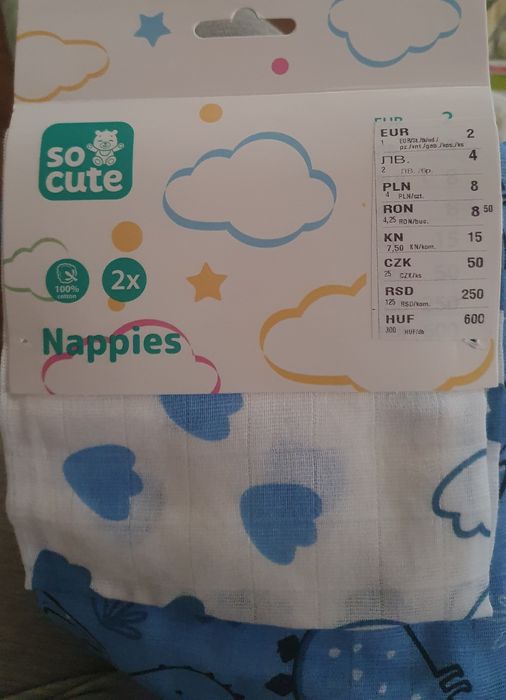 so
cute
100%
cotton
2x
Nappies
EUR 2
1 EUR/St./
ЛВ. 4
2 ЛВ. /бр.
PLN 8
4 PLN/szt.
RON 8 50
4,25 RON/buc.
KN 15
7,50 KN/kom.
CZK 50
25 CZK/ks
RSD 250
125 RSD/kom.
HUF 600
300 HUF/db